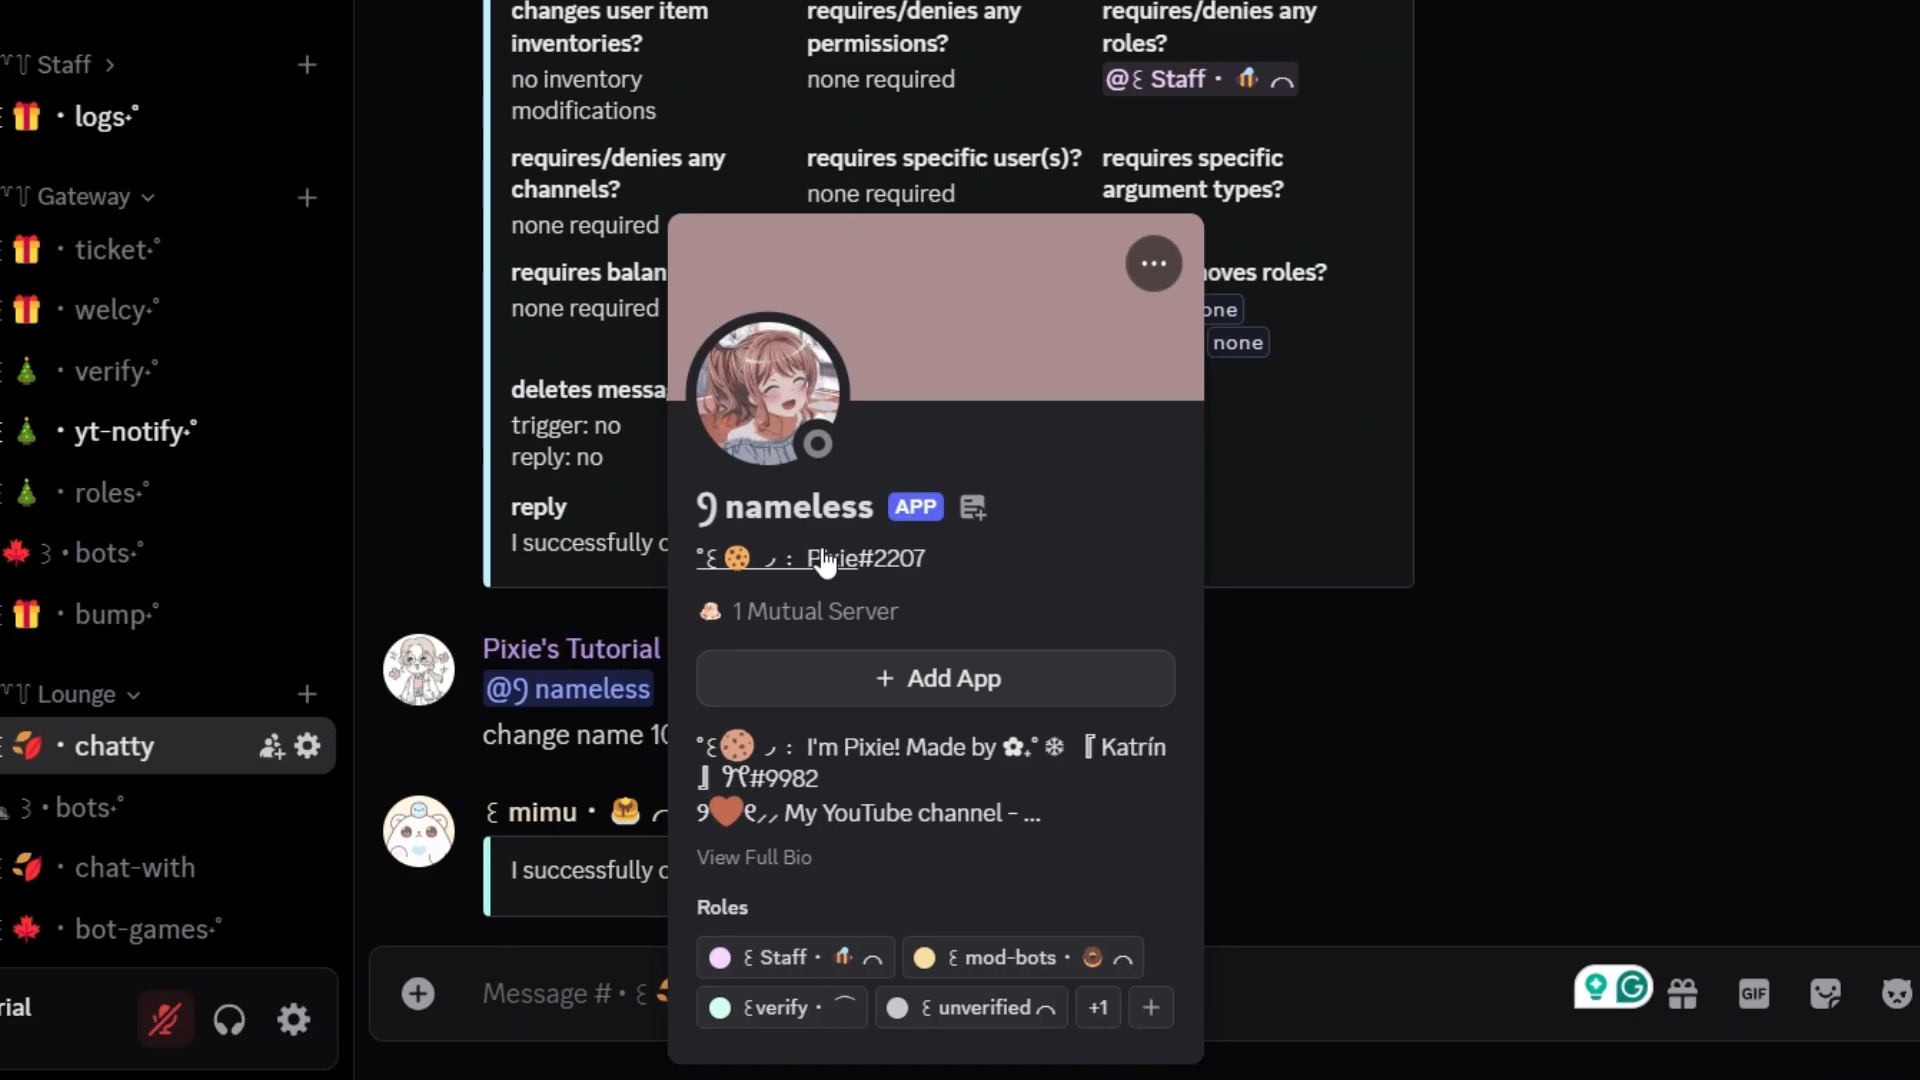 Staff
logs
Gateway
ticket
welcy
verify
yt-notify
roles
bots
bump
Lounge
chatty
bots
chat-with
bot-games
rial
changes user item
inventories?
no inventory
modifications
requires/denies any
permissions?
none required
requires/denies any
roles?
@꒰ Staff・ 🐝 ⌒
requires/denies any
channels?
none required
requires specific user(s)?
none required
requires specific
argument types?
requires balan
none required
oves roles?
one
none
deletes messa
trigger: no
reply: no
reply
I successfully c
Pixie's Tutorial
@୨ nameless
change name 10
꒰ mimu・ 🥞 ⌒
I successfully c
Message #・꒰
GIF
୨ nameless APP
Pixie#2207
1 Mutual Server
+ Add App
I'm Pixie! Made by ✿˖° ❄ 〚Katrín
〛 ୨୧#9982
My YouTube channel - ...
View Full Bio
Roles
꒰ Staff・ 🐝 ⌒
꒰ mod-bots・ 🍩 ⌒
꒰verify・ ⌒
꒰ unverified ⌒
+1